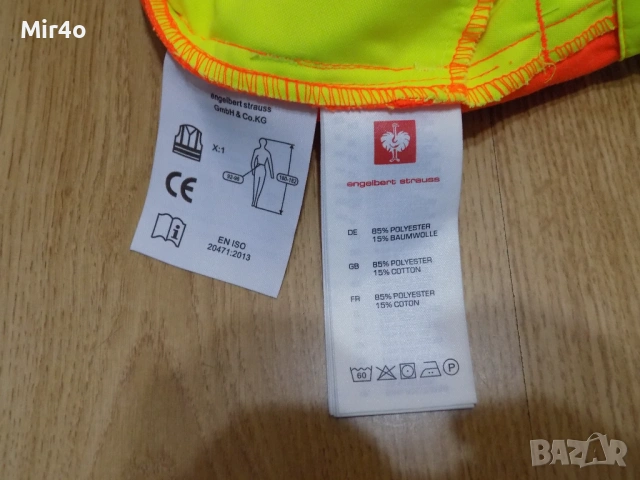 Mir4o
engelbert strauss
GmbH & Co.KG
X:1
CE
EN ISO
20471:2013
engelbert strauss
DE 85% POLYESTER
15% BAUMWOLLE
GB 85% POLYESTER
15% COTTON
FR 85% POLYESTER
15% COTON
60 P
BAZAR